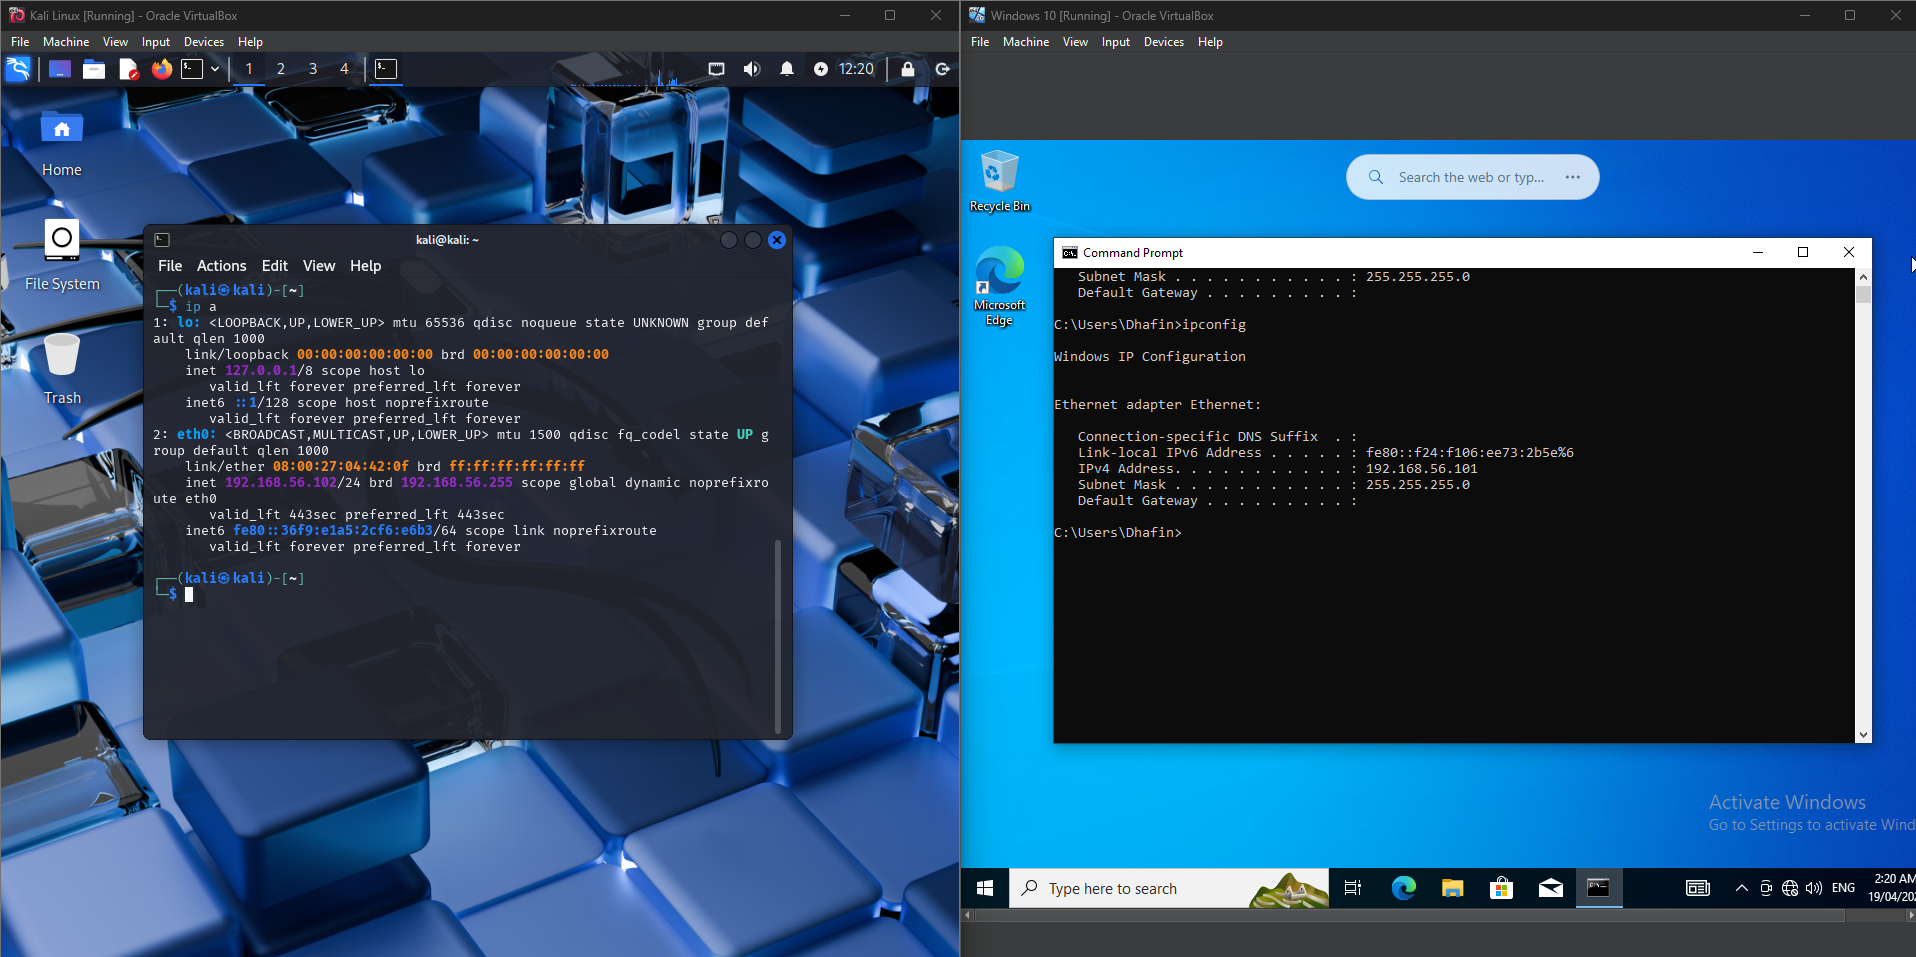 Kali Linux [Running] - Oracle VirtualBox
File Machine View Input Devices Help
1 2 3 4 12:20
Home
File System
Trash
kali@kali: ~
File Actions Edit View Help
┌──(kali㉿kali)-[~]
└─$ ip a
1: lo: <LOOPBACK,UP,LOWER_UP> mtu 65536 qdisc noqueue state UNKNOWN group def
ault qlen 1000
link/loopback 00:00:00:00:00:00 brd 00:00:00:00:00:00
inet 127.0.0.1/8 scope host lo
valid_lft forever preferred_lft forever
inet6 ::1/128 scope host noprefixroute
valid_lft forever preferred_lft forever
2: eth0: <BROADCAST,MULTICAST,UP,LOWER_UP> mtu 1500 qdisc fq_codel state UP g
roup default qlen 1000
link/ether 08:00:27:04:42:0f brd ff:ff:ff:ff:ff:ff
inet 192.168.56.102/24 brd 192.168.56.255 scope global dynamic noprefixro
ute eth0
valid_lft 443sec preferred_lft 443sec
inet6 fe80::36f9:e1a5:2cf6:e6b3/64 scope link noprefixroute
valid_lft forever preferred_lft forever
┌──(kali㉿kali)-[~]
└─$
Windows 10 [Running] - Oracle VirtualBox
File Machine View Input Devices Help
Recycle Bin
Microsoft
Edge
Search the web or typ...
Command Prompt
Subnet Mask . . . . . . . . . . . : 255.255.255.0
Default Gateway . . . . . . . . . :
C:\Users\Dhafin>ipconfig
Windows IP Configuration
Ethernet adapter Ethernet:
Connection-specific DNS Suffix  . :
Link-local IPv6 Address . . . . . : fe80::f24:f106:ee73:2b5e%6
IPv4 Address. . . . . . . . . . . : 192.168.56.101
Subnet Mask . . . . . . . . . . . : 255.255.255.0
Default Gateway . . . . . . . . . :
C:\Users\Dhafin>
Activate Windows
Go to Settings to activate Wind
Type here to search
ENG
2:20 AM
19/04/202